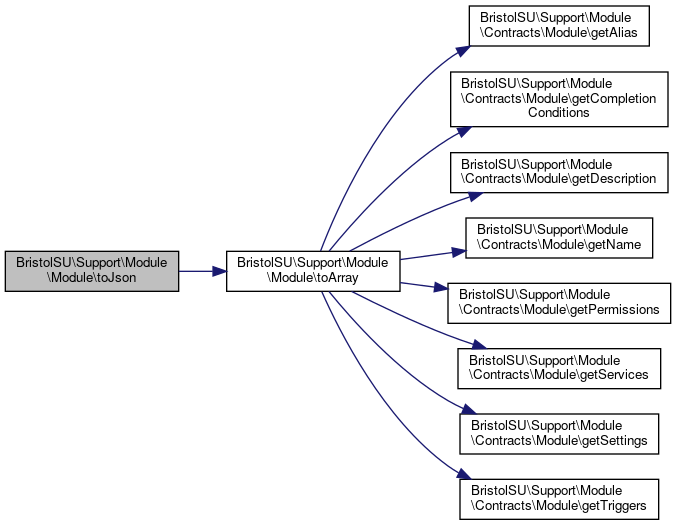 BristolSU\Support\Module
\Module\toJson
BristolSU\Support\Module
\Module\toArray
BristolSU\Support\Module
\Contracts\Module\getAlias
BristolSU\Support\Module
\Contracts\Module\getCompletion
Conditions
BristolSU\Support\Module
\Contracts\Module\getDescription
BristolSU\Support\Module
\Contracts\Module\getName
BristolSU\Support\Module
\Contracts\Module\getPermissions
BristolSU\Support\Module
\Contracts\Module\getServices
BristolSU\Support\Module
\Contracts\Module\getSettings
BristolSU\Support\Module
\Contracts\Module\getTriggers